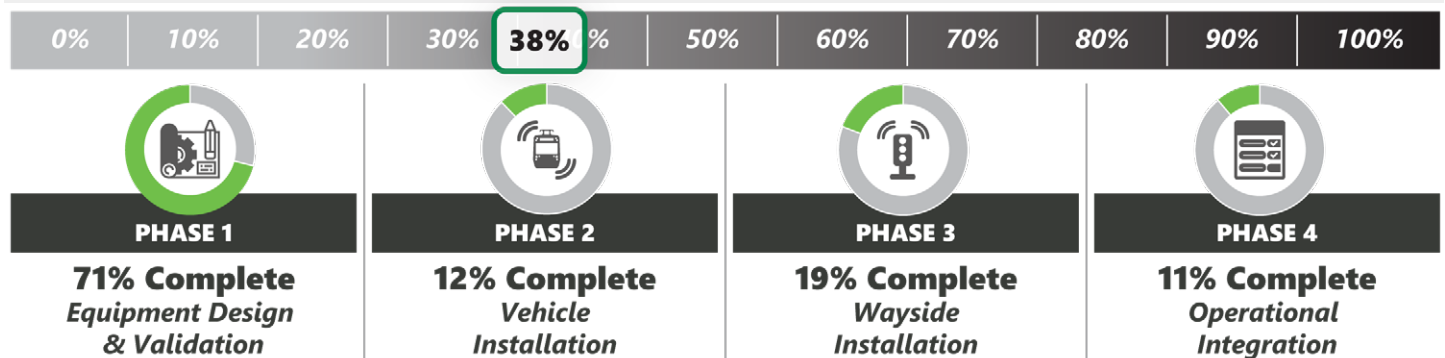 0% 10% 20% 30% 38% % 50% 60% 70% 80% 90% 100%
PHASE 1
71% Complete
Equipment Design
& Validation
PHASE 2
12% Complete
Vehicle
Installation
PHASE 3
19% Complete
Wayside
Installation
PHASE 4
11% Complete
Operational
Integration